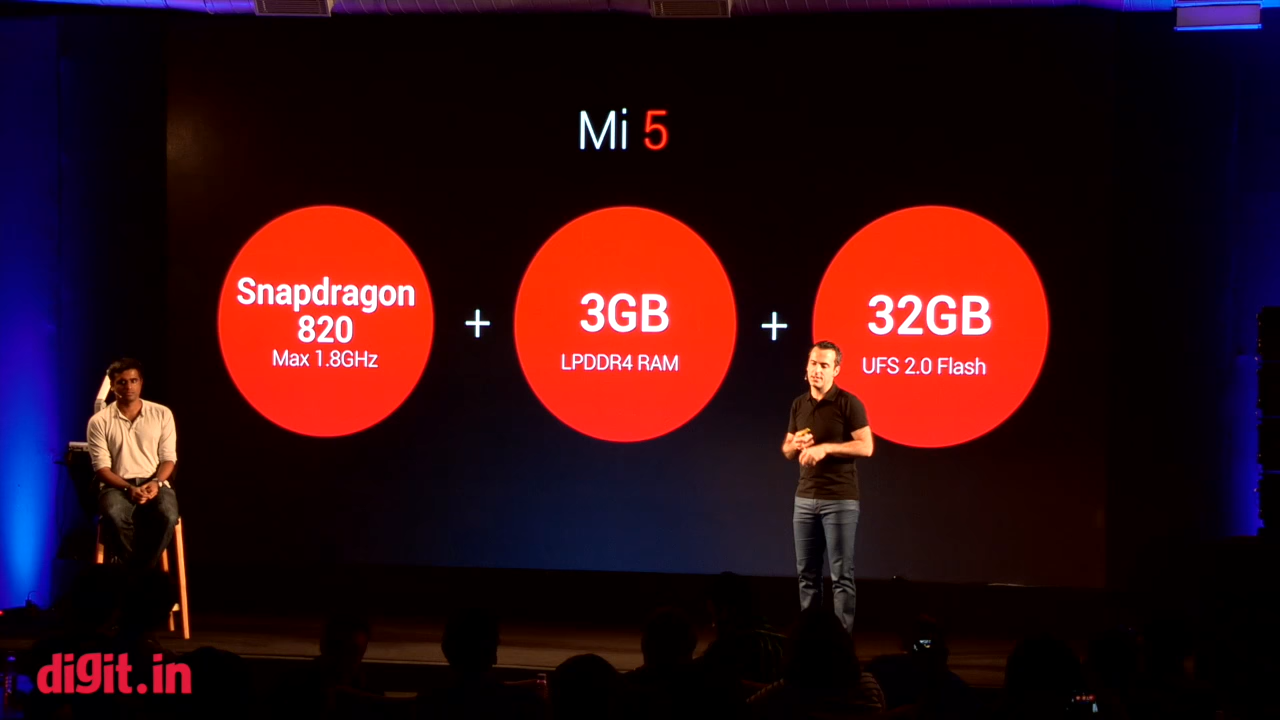 Mi 5
Snapdragon
820
Max 1.8GHz
+
3GB
LPDDR4 RAM
+
32GB
UFS 2.0 Flash
digit.in